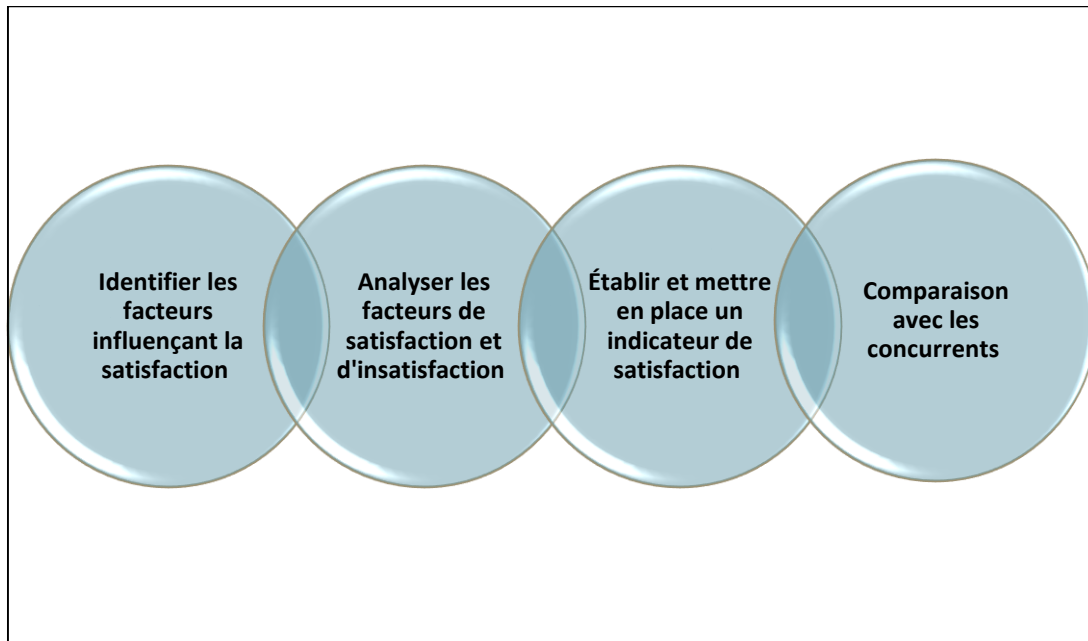 Identifier les
facteurs
influençant la
satisfaction
Analyser les
facteurs de
satisfaction et
d'insatisfaction
Établir et mettre
en place un
indicateur de
satisfaction
Comparaison
avec les
concurrents